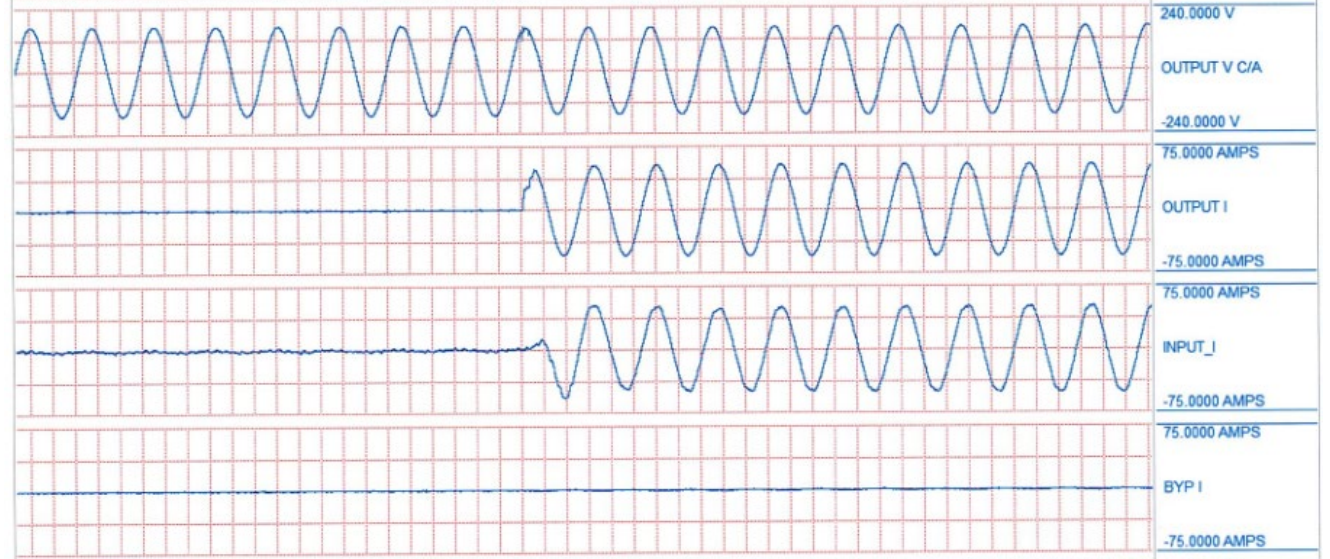 240.0000 V
OUTPUT V C/A
-240.0000 V
75.0000 AMPS
OUTPUT I
-75.0000 AMPS
75.0000 AMPS
INPUT_I
-75.0000 AMPS
75.0000 AMPS
BYP I
-75.0000 AMPS